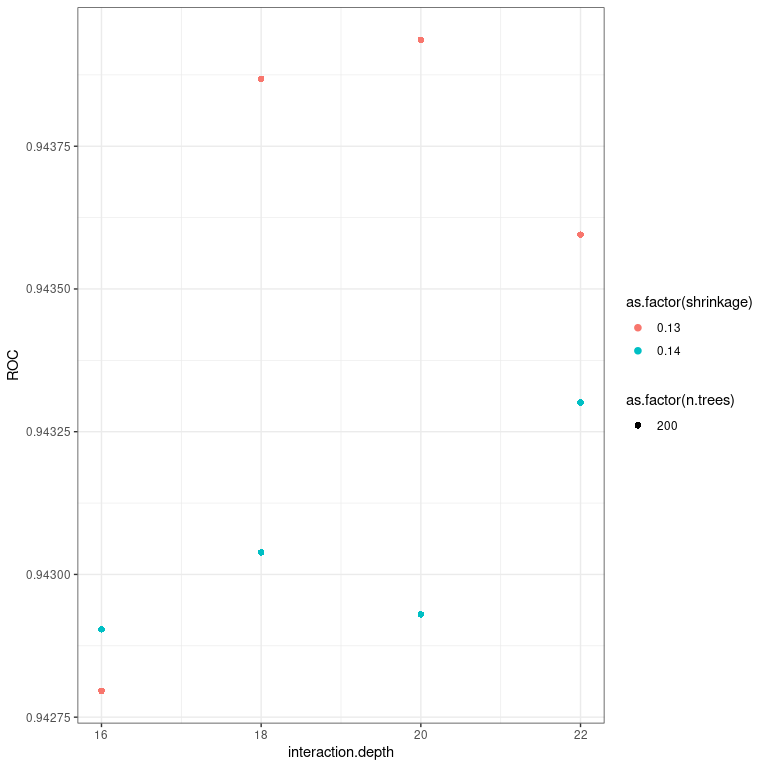 0.94375
0.94350
0.94325
0.94300
0.94275
ROC
16 18 20 22
interaction.depth
as.factor(shrinkage)
0.13
0.14
as.factor(n.trees)
200